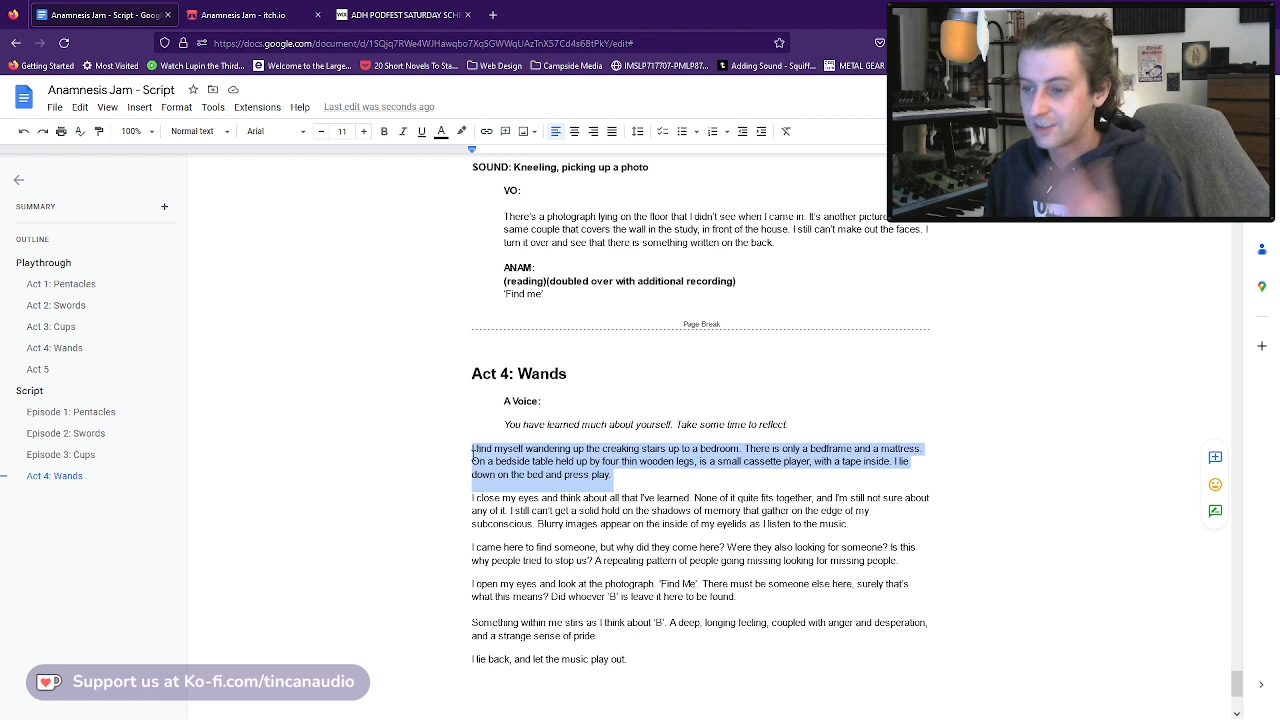 Anamnesis Jam - Script - Goog
Anamnesis Jam - itch.io
WiX
ADH PODFEST SATURDAY SCHE
https://docs.google.com/document/d/1SQjq7RWe4WJHawqbo7XqSGWWqUAzTnX57Cd4s6BtPkY/edit#
Getting Started
Most Visited
Watch Lupin the Third...
Welcome to the Large...
20 Short Novels To S...
Web Design
Campside Media
IMSLP717707-PMLP87...
Adding Sound - Squiff...
METAL GEAR
Anamnesis Jam - Script
File Edit View Insert Format Tools Extensions Help
Last edit was seconds ago
100%
Normal text
Arial
11
SUMMARY
OUTLINE
Playthrough
Act 1: Pentacles
Act 2: Swords
Act 3: Cups
Act 4: Wands
Act 5
Script
Episode 1: Pentacles
Episode 2: Swords
Episode 3: Cups
Act 4: Wands
SOUND: Kneeling, picking up a photo
VO:
There's a photograph lying on the floor that I didn't see when I came in. It's another picture
same couple that covers the wall in the study, in front of the house. I still can't make out the faces. I
turn it over and see that there is something written on the back.
ANAM:
(reading)(doubled over with additional recording)
'Find me'
Page Break
Act 4: Wands
A Voice:
You have learned much about yourself. Take some time to reflect.
I find myself wandering up the creaking stairs up to a bedroom. There is only a bedframe and a mattress.
On a bedside table held up by four thin wooden legs, is a small cassette player, with a tape inside. I lie
down on the bed and press play.
I close my eyes and think about all that I've learned. None of it quite fits together, and I'm still not sure about
any of it. I still can't get a solid hold on the shadows of memory that gather on the edge of my
subconscious. Blurry images appear on the inside of my eyelids as I listen to the music.
I came here to find someone, but why did they come here? Were they also looking for someone? Is this
why people tried to stop us? A repeating pattern of people going missing looking for missing people.
I open my eyes and look at the photograph. 'Find Me'. There must be someone else here, surely that's
what this means? Did whoever 'B' is leave it here to be found.
Something within me stirs as I think about 'B'. A deep, longing feeling, coupled with anger and desperation,
and a strange sense of pride.
I lie back, and let the music play out.
Support us at Ko-fi.com/tincanaudio